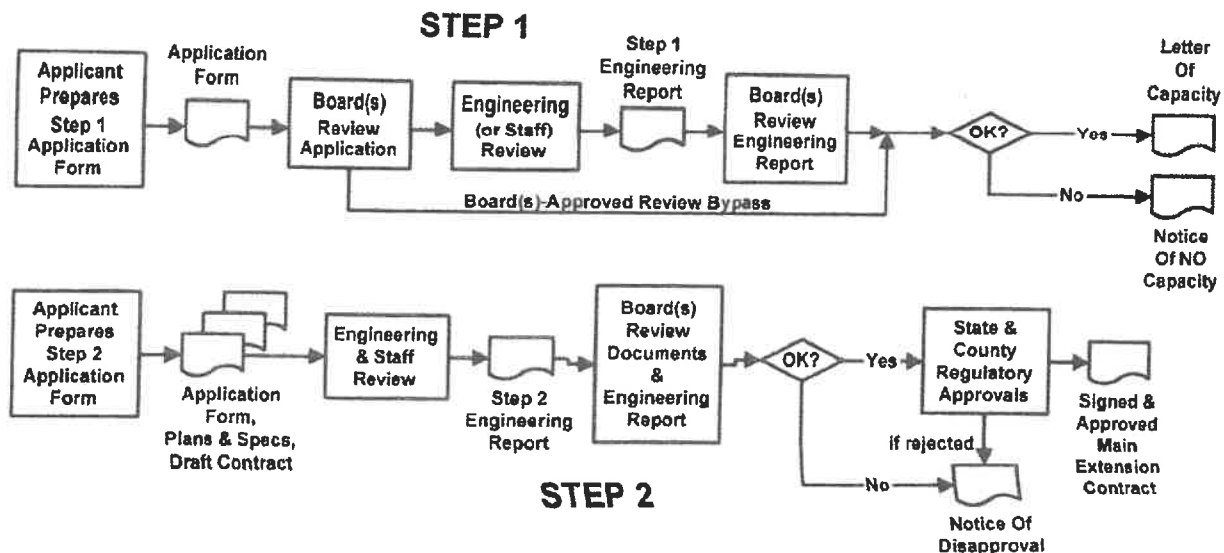 STEP 1
Applicant
Prepares
Step 1
Application
Form
Application
Form
Board(s)
Review
Application
Engineering
(or Staff)
Review
Step 1
Engineering
Report
Board(s)
Review
Engineering
Report
OK?
Yes
Letter
Of
Capacity
No
Notice
Of NO
Capacity
Board(s)-Approved Review Bypass
Applicant
Prepares
Step 2
Application
Form
Application
Form,
Plans & Specs,
Draft Contract
Engineering
& Staff
Review
Step 2
Engineering
Report
Board(s)
Review
Documents
&
Engineering
Report
OK?
Yes
State &
County
Regulatory
Approvals
Signed &
Approved
Main
Extension
Contract
if rejected
No
Notice Of
Disapproval
STEP 2